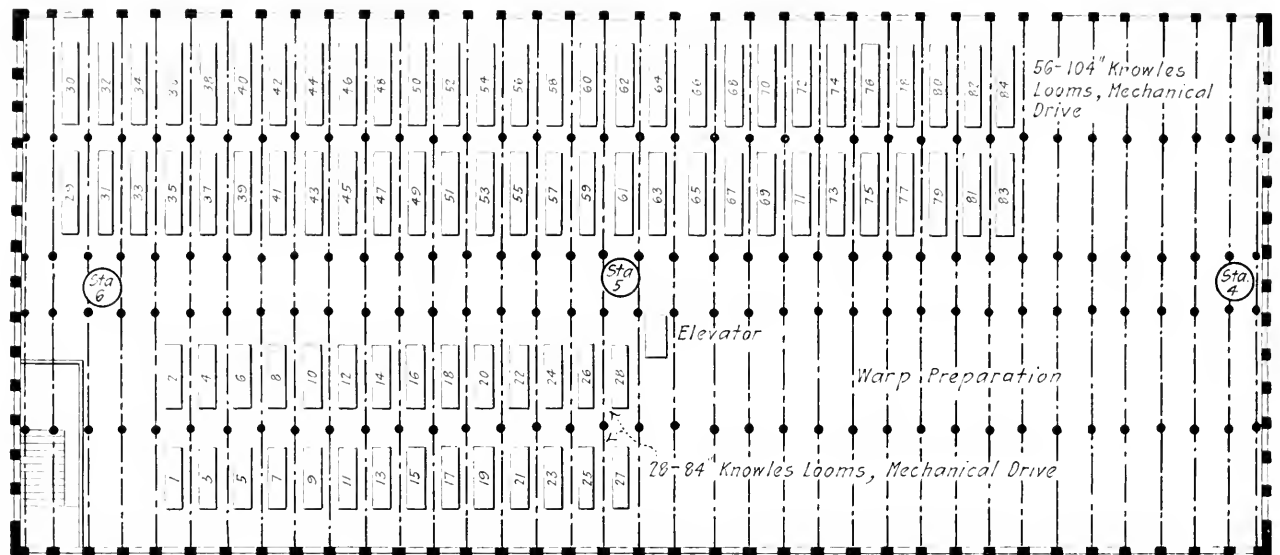 30 32 34 36 38 40 42 44 46 48 50 52 54 56 58 60 62 64 66 68 70 72 74 76 78 80 82 84
56-104" Knowles
Looms, Mechanical
Drive
29 31 33 35 37 39 41 43 45 47 49 51 53 55 57 59 61 63 65 67 69 71 73 75 77 79 81 83
Sta
6
Sta
5
Sta.
4
Elevator
2 4 6 8 10 12 14 16 18 20 22 24 26 28
Warp Preparation
28-84" Knowles Looms, Mechanical Drive
1 3 5 7 9 11 13 15 17 19 21 23 25 27